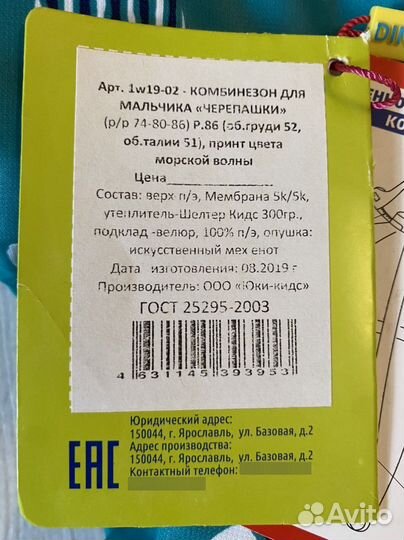 Арт. 1w19-02 - КОМБИНЕЗОН ДЛЯ
МАЛЬЧИКА «ЧЕРЕПАШКИ»
(р/р 74-80-86) Р.86 (об.груди 52,
об.талии 51), принт цвета
морской волны
Цена
Состав: верх п/э, Мембрана 5k/5k,
утеплитель-Шелтер Кидс 300гр.,
подклад -велюр, 100% п/э, опушка:
искусственный мех енот
Дата изготовления: 08.2019 г
Производитель: ООО «Юки-кидс»
ГОСТ 25295-2003
4 631145 393953
Юридический адрес:
150044, г. Ярославль, ул. Базовая, д.2
Адрес производства:
150044, г. Ярославль, ул. Базовая, д.2
Контактный телефон:
EAC
DI
КО
Avito